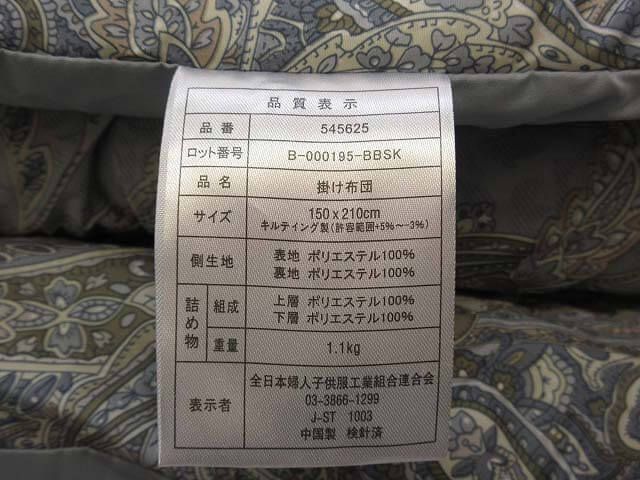 品質表示
品番 545625
ロット番号 B-000195-BBSK
品名 掛け布団
サイズ 150x210cm
キルティング製(許容範囲+5%~-3%)
側生地 表地 ポリエステル100%
裏地 ポリエステル100%
詰め物 組成 上層 ポリエステル100%
下層 ポリエステル100%
重量 1.1kg
表示者 全日本婦人子供服工業組合連合会
03-3866-1299
J-ST 1003
中国製 検針済